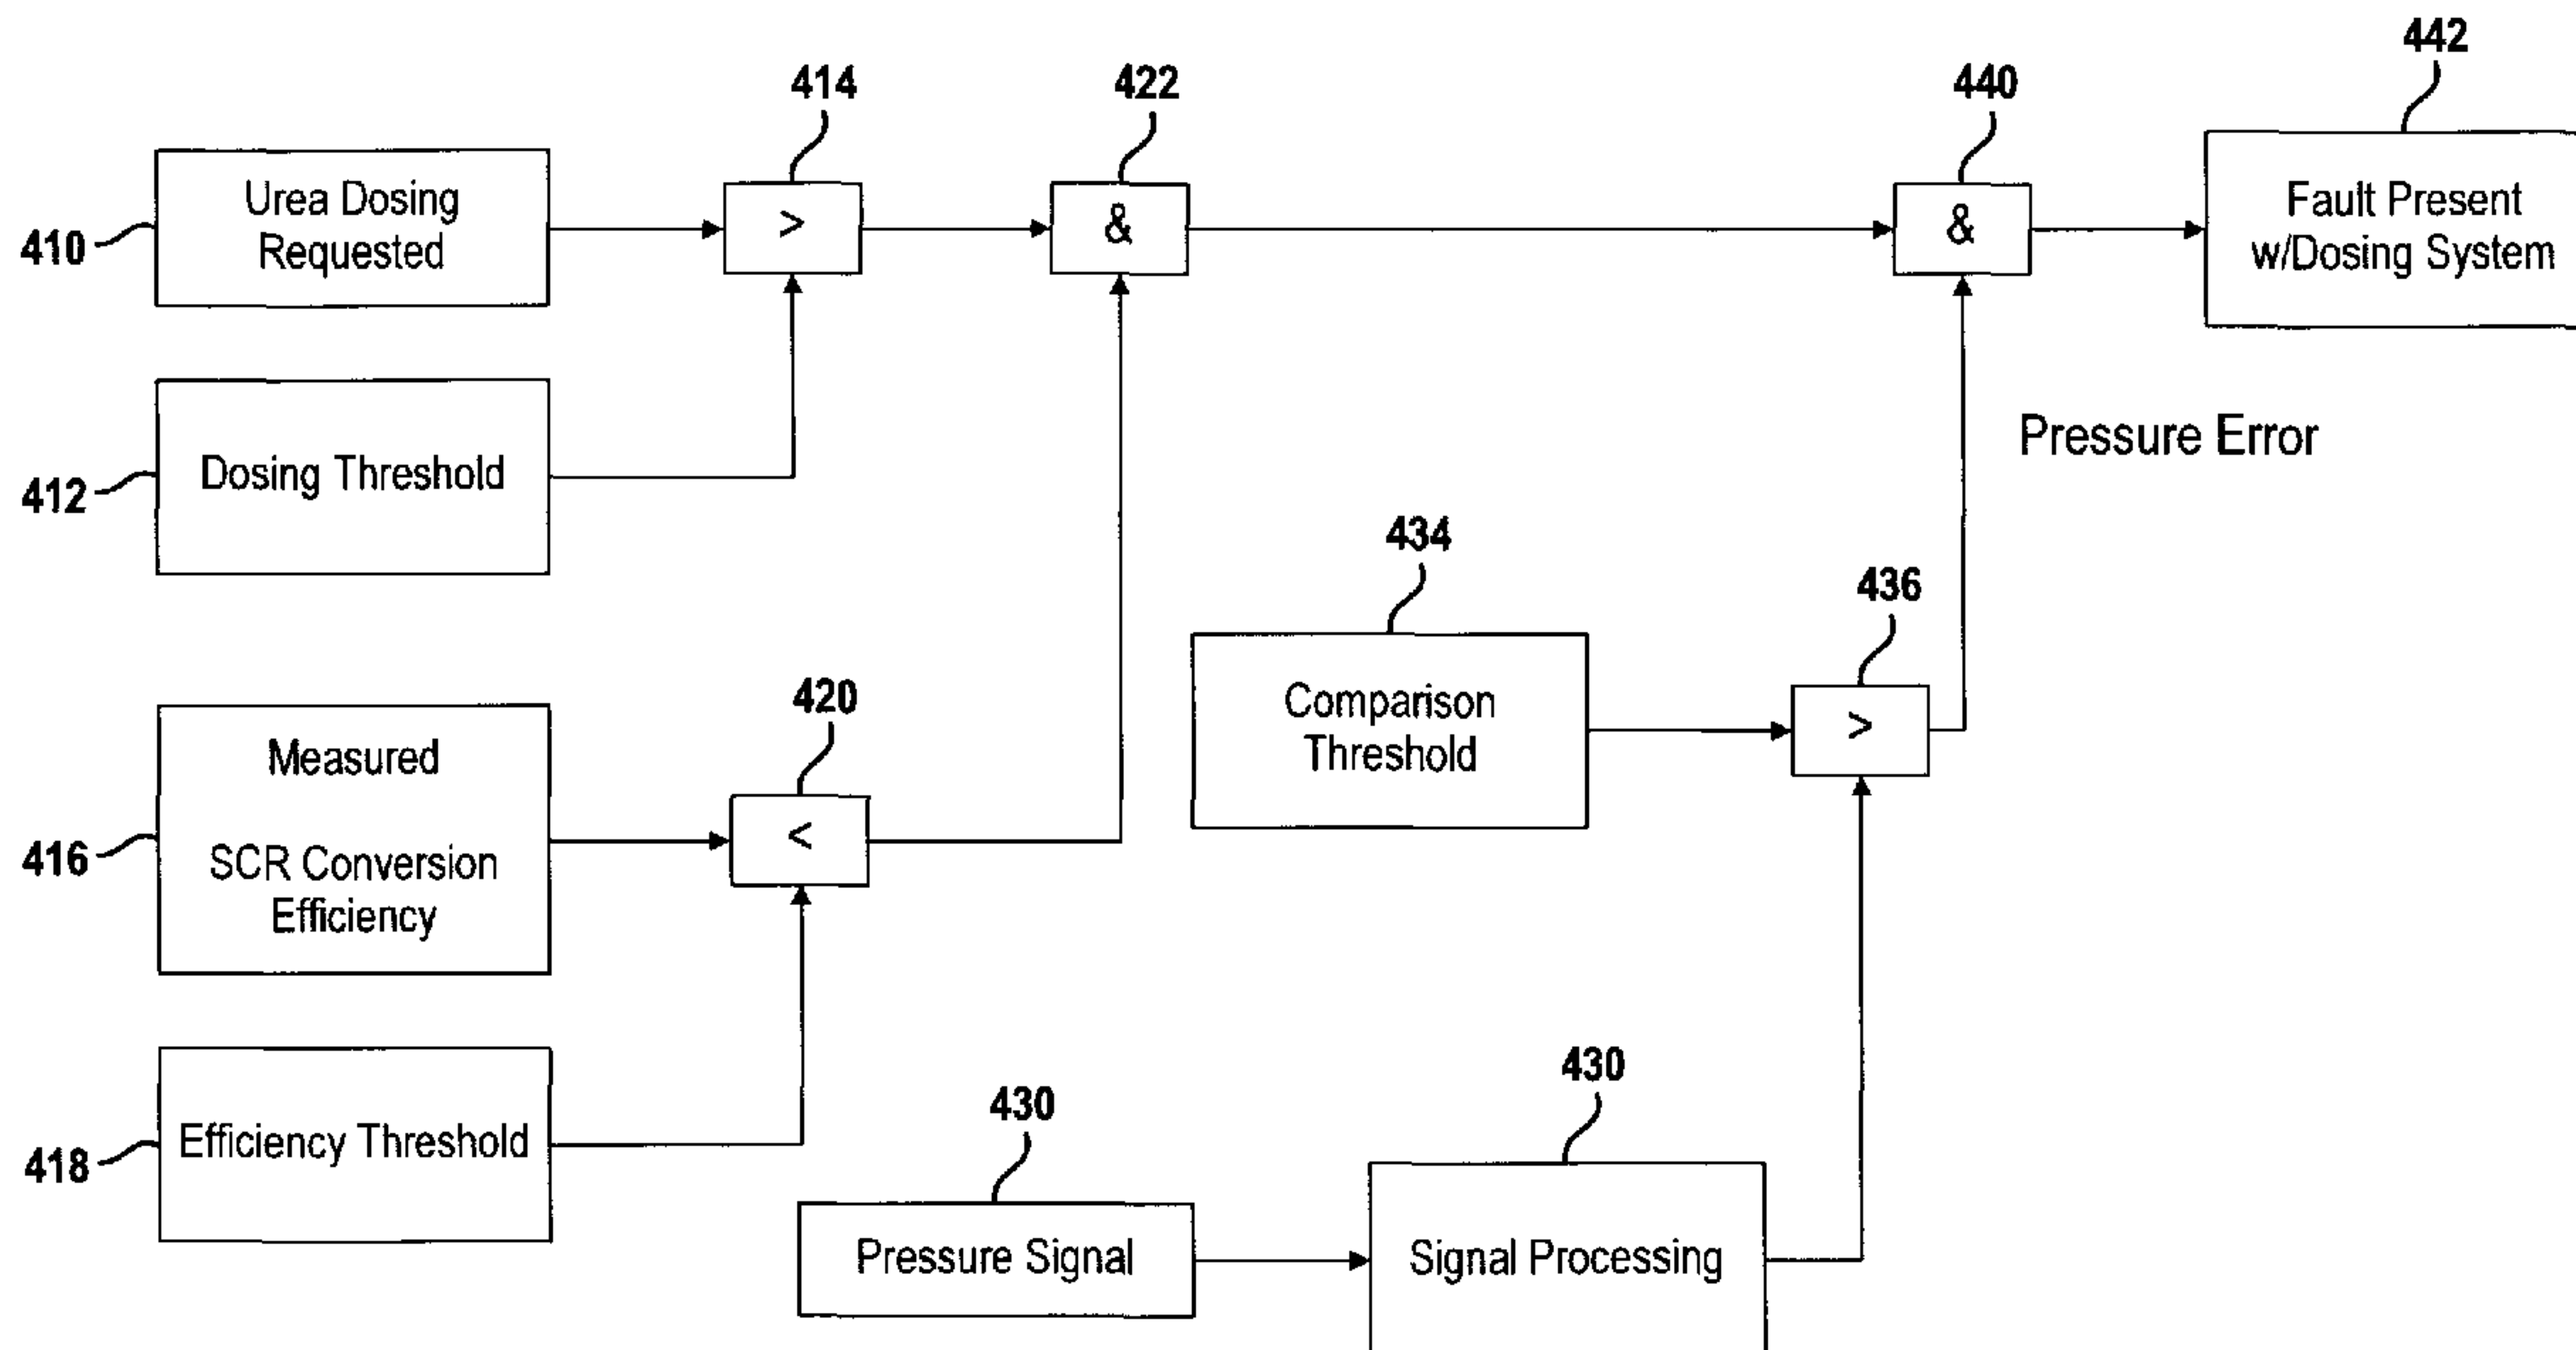 442
414
422
440
Urea Dosing
Requested
>
&
&
Fault Present
w/Dosing System
410
Dosing Threshold
412
Pressure Error
434
436
Comparison
Threshold
>
420
Measured
SCR Conversion
Efficiency
<
416
430
430
Efficiency Threshold
418
Pressure Signal
Signal Processing